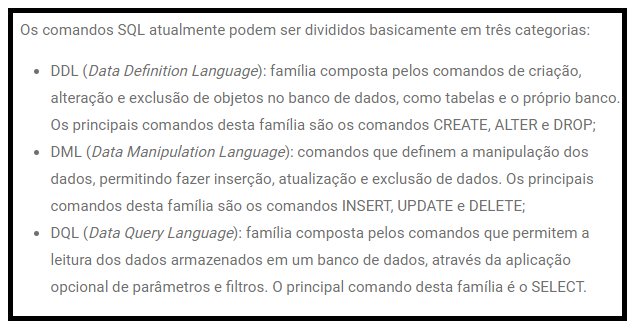 Os comandos SQL atualmente podem ser divididos basicamente em três categorias:
• DDL (Data Definition Language): família composta pelos comandos de criação,
alteração e exclusão de objetos no banco de dados, como tabelas e o próprio banco.
Os principais comandos desta família são os comandos CREATE, ALTER e DROP;
• DML (Data Manipulation Language): comandos que definem a manipulação dos
dados, permitindo fazer inserção, atualização e exclusão de dados. Os principais
comandos desta família são os comandos INSERT, UPDATE e DELETE;
• DQL (Data Query Language): família composta pelos comandos que permitem a
leitura dos dados armazenados em um banco de dados, através da aplicação
opcional de parâmetros e filtros. O principal comando desta família é o SELECT.